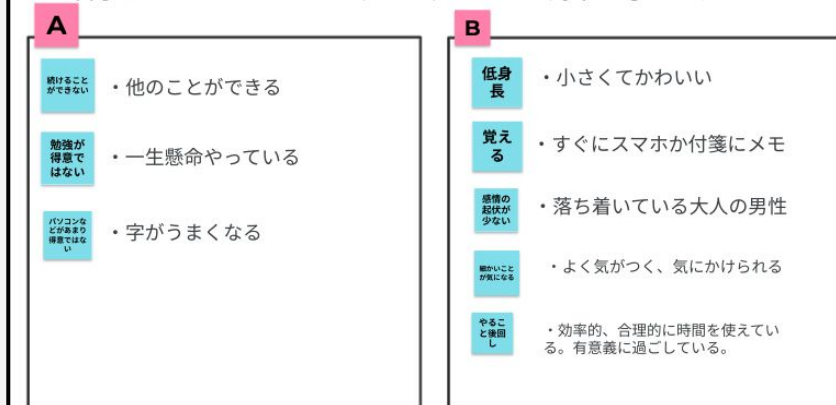 A
続けること
ができない
・他のことができる
勉強が
得意で
はない
・一生懸命やっている
パソコンな
どがあまり
得意ではな
い
・字がうまくなる
B
低身
長
・小さくてかわいい
覚え
る
・すぐにスマホか付箋にメモ
感情の
起伏が
少ない
・落ち着いている大人の男性
細かいこと
が気になる
・よく気がつく、気にかけられる
やるこ
と後回
し
・効率的、合理的に時間を使えてい
る。有意義に過ごしている。